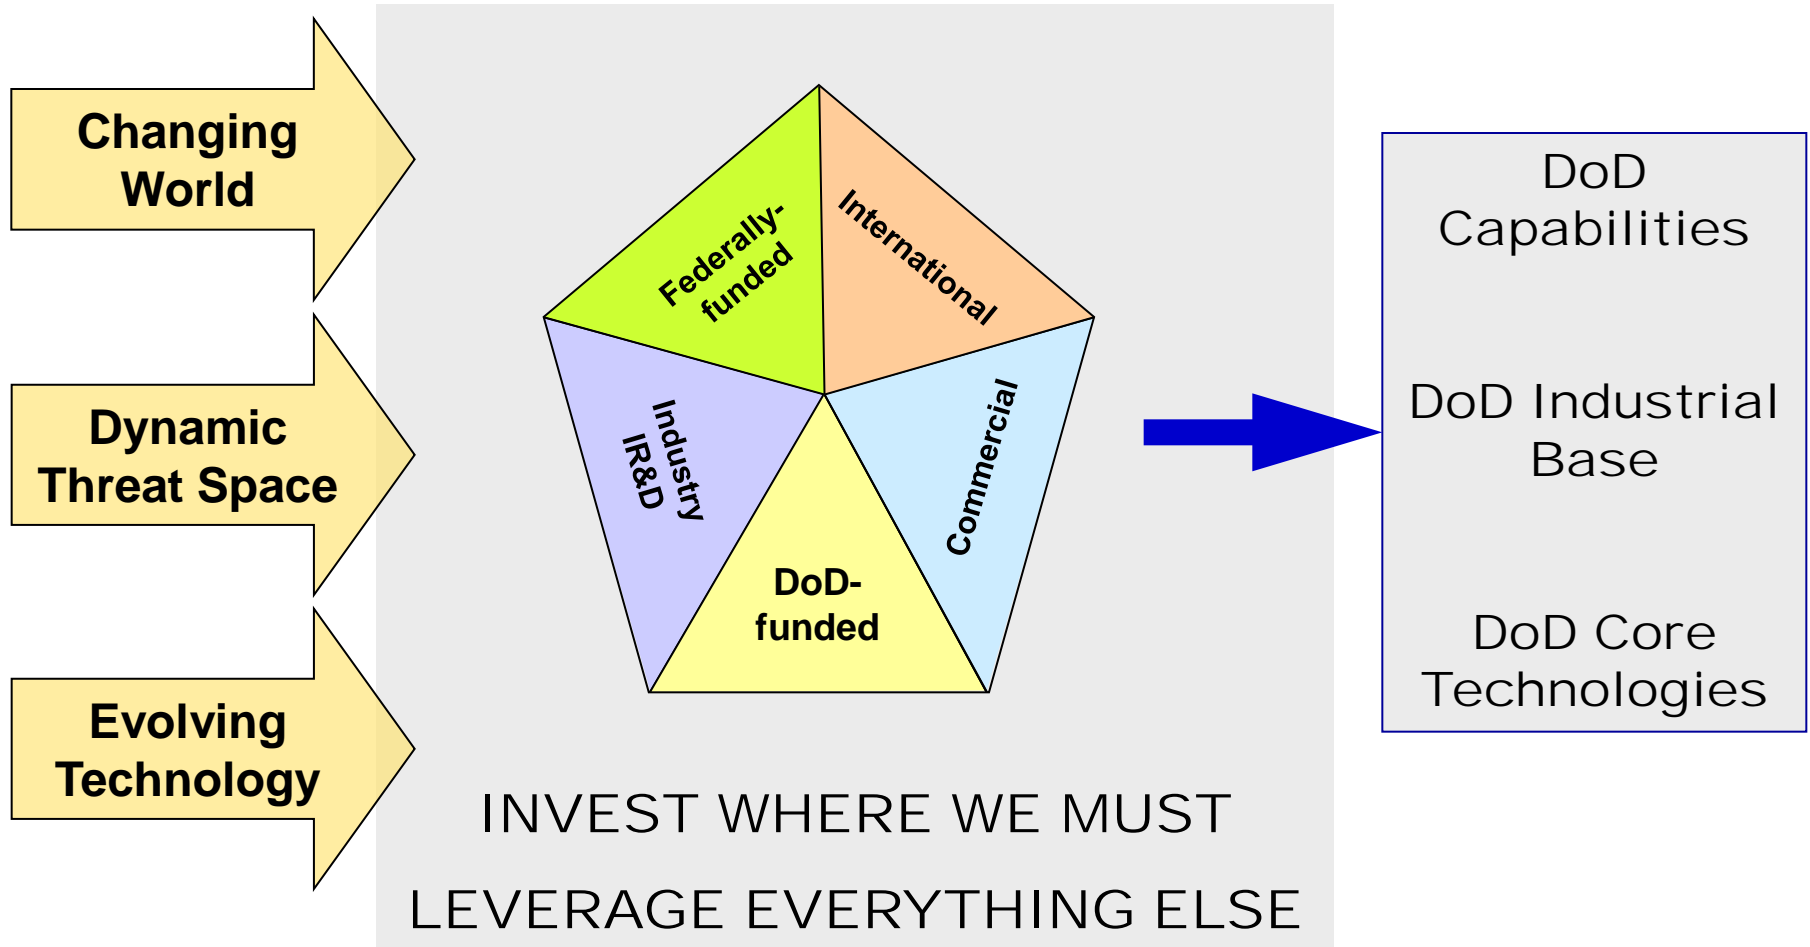 Changing
World
Dynamic
Threat Space
Evolving
Technology
Federally-
funded
International
Industry
IR&D
Commercial
DoD-
funded
INVEST WHERE WE MUST
LEVERAGE EVERYTHING ELSE
DoD
Capabilities
DoD Industrial
Base
DoD Core
Technologies